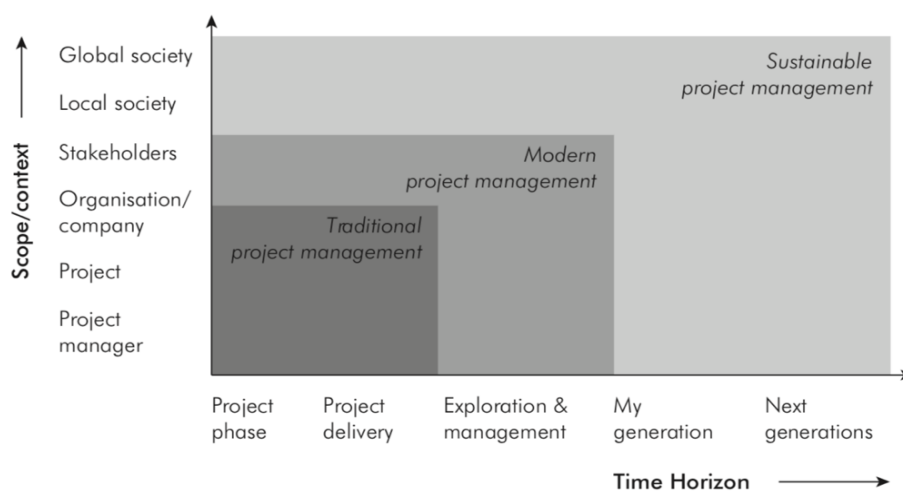 Scope/context
Global society
Local society
Stakeholders
Organisation/
company
Project
Project
manager
Sustainable
project management
Modern
project management
Traditional
project management
Project
phase
Project
delivery
Exploration &
management
My
generation
Next
generations
Time Horizon